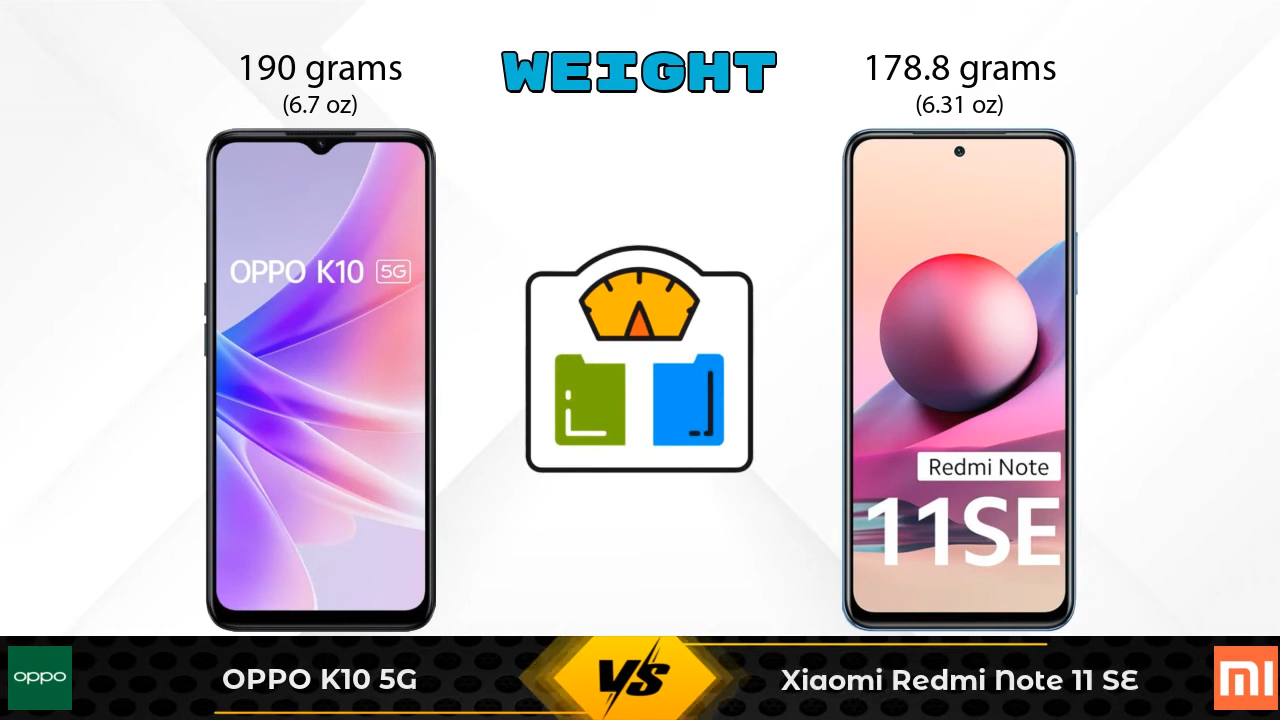 190 grams
(6.7 oz)
WEIGHT
178.8 grams
(6.31 oz)
OPPO K10 5G
Redmi Note
11SE
oppo
OPPO K10 5G
VS
Xiaomi Redmi Note 11 SE
mi